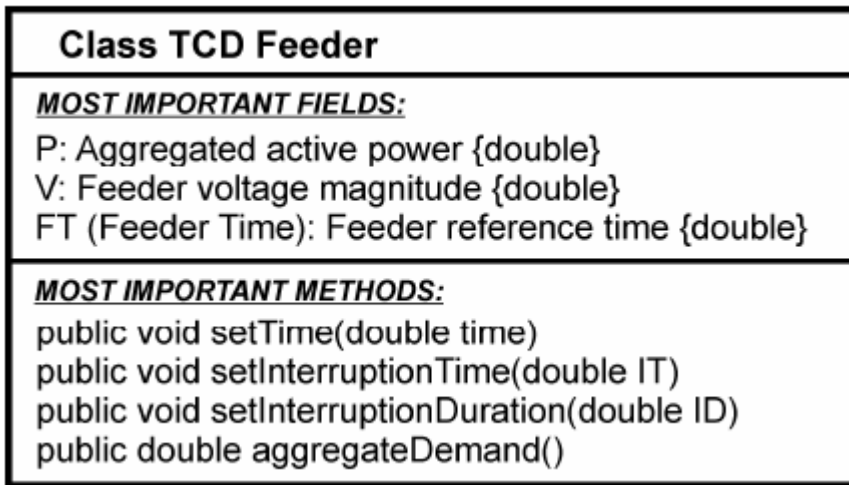 Class TCD Feeder
MOST IMPORTANT FIELDS:
P: Aggregated active power {double}
V: Feeder voltage magnitude {double}
FT (Feeder Time): Feeder reference time {double}
MOST IMPORTANT METHODS:
public void setTime(double time)
public void setInterruptionTime(double IT)
public void setInterruptionDuration(double ID)
public double aggregateDemand()